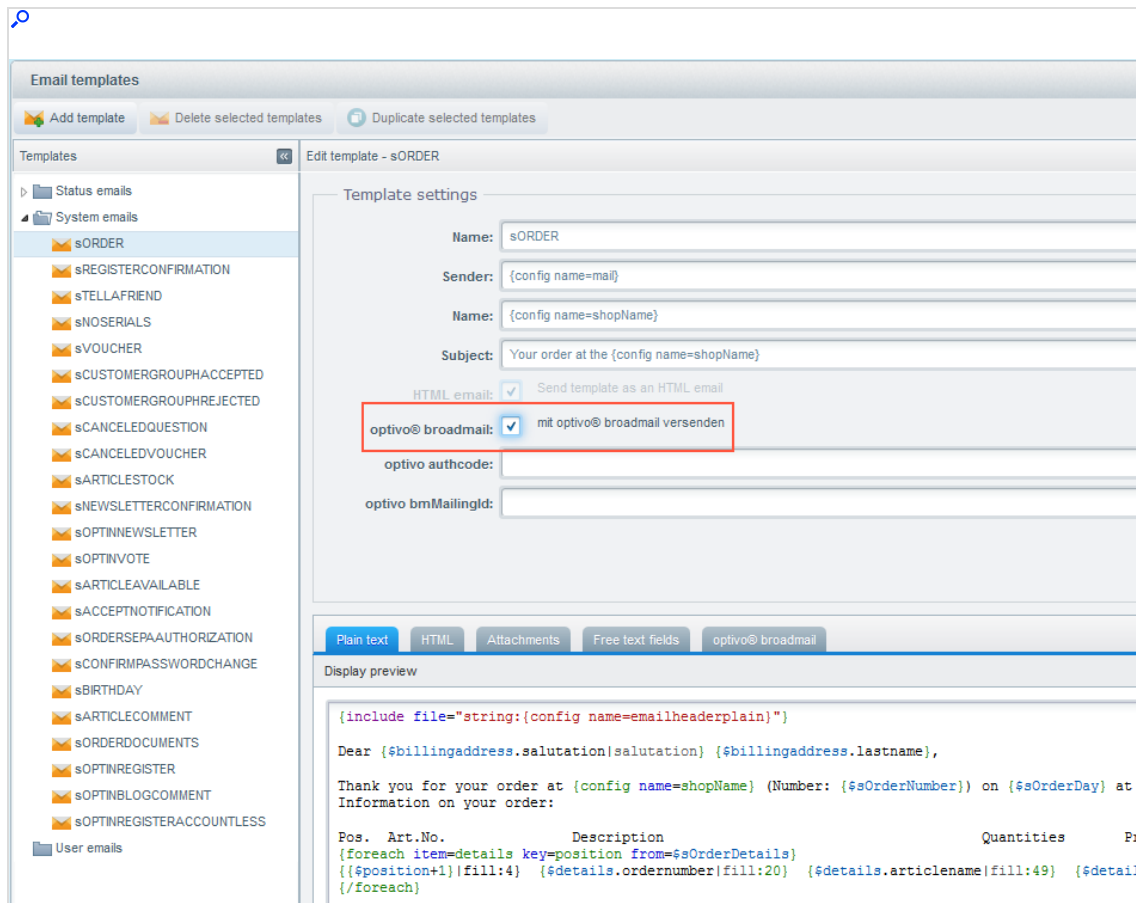 Email templates
Add template Delete selected templates Duplicate selected templates
Templates
Edit template - sORDER
Status emails
System emails
sORDER
sREGISTERCONFIRMATION
sTELLAFRIEND
sNOSERIALS
sVOUCHER
sCUSTOMERGROUPHACCEPTED
sCUSTOMERGROUPHREJECTED
sCANCELEDQUESTION
sCANCELEDVOUCHER
sARTICLESTOCK
sNEWSLETTERCONFIRMATION
sOPTINNEWSLETTER
sOPTINVOTE
sARTICLEAVAILABLE
sACCEPTNOTIFICATION
sORDERSEPAAUTHORIZATION
sCONFIRMPASSWORDCHANGE
sBIRTHDAY
sARTICLECOMMENT
sORDERDOCUMENTS
sOPTINREGISTER
sOPTINBLOGCOMMENT
sOPTINREGISTERACCOUNTLESS
User emails
Template settings
Name: sORDER
Sender: {config name=mail}
Name: {config name=shopName}
Subject: Your order at the {config name=shopName}
HTML email: Send template as an HTML email
optivo® broadmail: mit optivo® broadmail versenden
optivo authcode:
optivo bmMailingId:
Plain text HTML Attachments Free text fields optivo® broadmail
Display preview
{include file="string:{config name=emailheaderplain}"}
Dear {$billingaddress.salutation|salutation} {$billingaddress.lastname},
Thank you for your order at {config name=shopName} (Number: {$sOrderNumber}) on {$sOrderDay} at
Information on your order:
Pos. Art.No. Description Quantities
{foreach item=details key=position from=$sOrderDetails}
{{$position+1}|fill:4} {$details.ordernumber|fill:20} {$details.articlename|fill:49} {$detail
{/foreach}